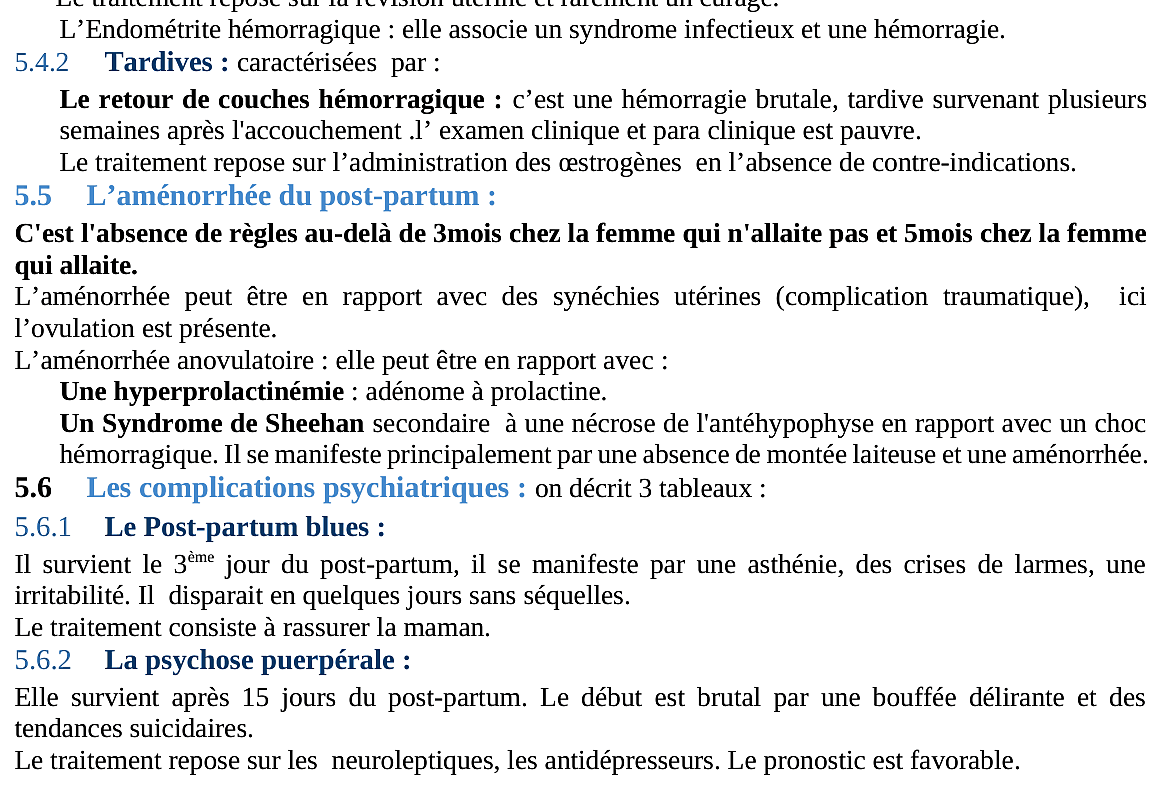 Le traitement repose sur la révision utérine et rarement un curage.
L’Endométrite hémorragique : elle associe un syndrome infectieux et une hémorragie.
5.4.2 Tardives : caractérisées par :
Le retour de couches hémorragique : c’est une hémorragie brutale, tardive survenant plusieurs
semaines après l'accouchement .l’ examen clinique et para clinique est pauvre.
Le traitement repose sur l’administration des œstrogènes en l’absence de contre-indications.
5.5 L’aménorrhée du post-partum :
C'est l'absence de règles au-delà de 3mois chez la femme qui n'allaite pas et 5mois chez la femme
qui allaite.
L’aménorrhée peut être en rapport avec des synéchies utérines (complication traumatique), ici
l’ovulation est présente.
L’aménorrhée anovulatoire : elle peut être en rapport avec :
Une hyperprolactinémie : adénome à prolactine.
Un Syndrome de Sheehan secondaire à une nécrose de l'antéhypophyse en rapport avec un choc
hémorragique. Il se manifeste principalement par une absence de montée laiteuse et une aménorrhée.
5.6 Les complications psychiatriques : on décrit 3 tableaux :
5.6.1 Le Post-partum blues :
Il survient le 3ème jour du post-partum, il se manifeste par une asthénie, des crises de larmes, une
irritabilité. Il disparait en quelques jours sans séquelles.
Le traitement consiste à rassurer la maman.
5.6.2 La psychose puerpérale :
Elle survient après 15 jours du post-partum. Le début est brutal par une bouffée délirante et des
tendances suicidaires.
Le traitement repose sur les neuroleptiques, les antidépresseurs. Le pronostic est favorable.